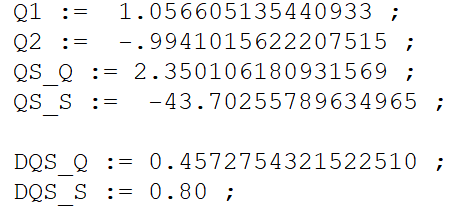 Q1 := 1.056605135440933 ;
Q2 := -.9941015622207515 ;
QS_Q := 2.350106180931569 ;
QS_S := -43.70255789634965 ;
DQS_Q := 0.4572754321522510 ;
DQS_S := 0.80 ;